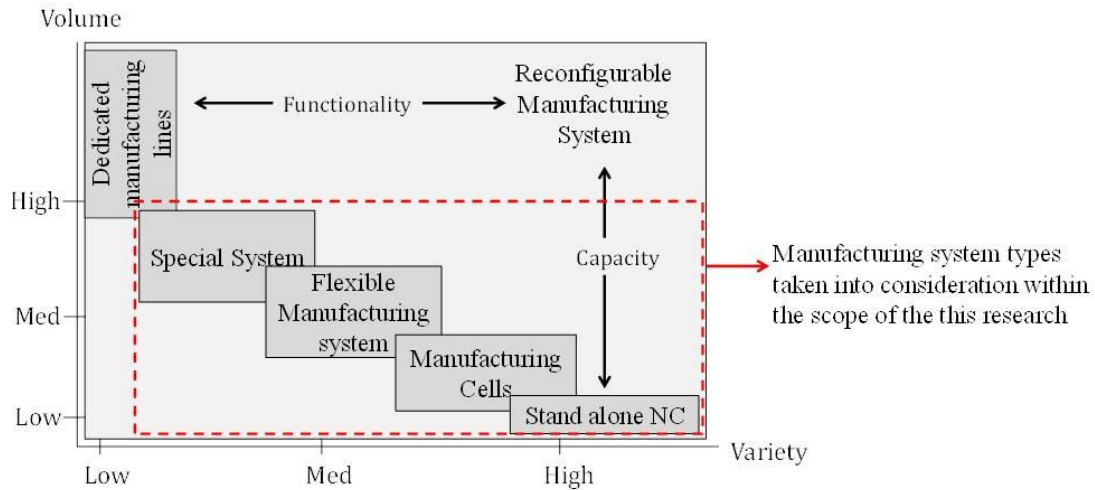 Volume
Dedicated
manufacturing
lines
Functionality
Reconfigurable
Manufacturing
System
High
Special System
Capacity
Manufacturing system types
taken into consideration within
the scope of the this research
Flexible
Manufacturing
system
Med
Manufacturing
Cells
Low
Stand alone NC
Variety
Low
Med
High